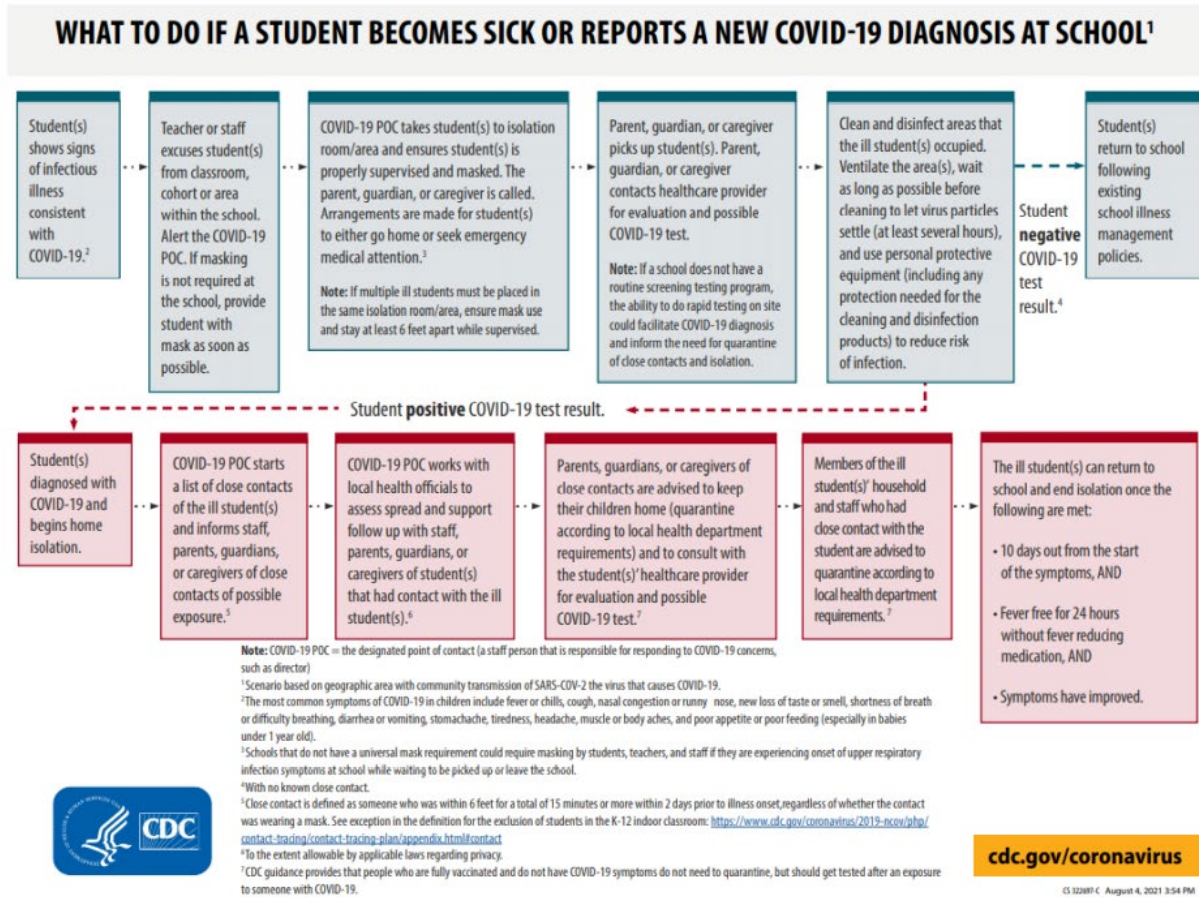 WHAT TO DO IF A STUDENT BECOMES SICK OR REPORTS A NEW COVID-19 DIAGNOSIS AT SCHOOL¹
Student(s)
shows signs
of infectious
illness
consistent
with
COVID-19.²
Teacher or staff
excuses student(s)
from classroom,
cohort or area
within the school.
Alert the COVID-19
POC. If masking
is not required at
the school, provide
student with
mask as soon as
possible.
COVID-19 POC takes student(s) to isolation
room/area and ensures student(s) is
properly supervised and masked. The
parent, guardian, or caregiver is called.
Arrangements are made for student(s)
to either go home or seek emergency
medical attention.³
Note: If multiple ill students must be placed in
the same isolation room/area, ensure mask use
and stay at least 6 feet apart while supervised.
Parent, guardian, or caregiver
picks up student(s). Parent,
guardian, or caregiver
contacts healthcare provider
for evaluation and possible
COVID-19 test.
Note: If a school does not have a
routine screening testing program,
the ability to do rapid testing on site
could facilitate COVID-19 diagnosis
and inform the need for quarantine
of close contacts and isolation.
Clean and disinfect areas that
the ill student(s) occupied.
Ventilate the area(s), wait
as long as possible before
cleaning to let virus particles
settle (at least several hours),
and use personal protective
equipment (including any
protection needed for the
cleaning and disinfection
products) to reduce risk
of infection.
Student
negative
COVID-19
test
result.⁴
Student(s)
return to school
following
existing
school illness
management
policies.
Student positive COVID-19 test result.
Student(s)
diagnosed with
COVID-19 and
begins home
isolation.
COVID-19 POC starts
a list of close contacts
of the ill student(s)
and informs staff,
parents, guardians,
or caregivers of close
contacts of possible
exposure.⁵
COVID-19 POC works with
local health officials to
assess spread and support
follow up with staff,
parents, guardians, or
caregivers of student(s)
that had contact with the ill
student(s).⁶
Parents, guardians, or caregivers of
close contacts are advised to keep
their children home (quarantine
according to local health department
requirements) and to consult with
the student(s)' healthcare provider
for evaluation and possible
COVID-19 test.⁷
Members of the ill
student(s)' household
and staff who had
close contact with the
student are advised to
quarantine according to
local health department
requirements.⁷
The ill student(s) can return to
school and end isolation once the
following are met:
• 10 days out from the start
of the symptoms, AND
• Fever free for 24 hours
without fever reducing
medication, AND
• Symptoms have improved.
Note: COVID-19 POC = the designated point of contact (a staff person that is responsible for responding to COVID-19 concerns,
such as director)
¹Scenario based on geographic area with community transmission of SARS-COV-2 the virus that causes COVID-19.
²The most common symptoms of COVID-19 in children include fever or chills, cough, nasal congestion or runny nose, new loss of taste or smell, shortness of breath
or difficulty breathing, diarrhea or vomiting, stomachache, tiredness, headache, muscle or body aches, and poor appetite or poor feeding (especially in babies
under 1 year old).
³Schools that do not have a universal mask requirement could require masking by students, teachers, and staff if they are experiencing onset of upper respiratory
infection symptoms at school while waiting to be picked up or leave the school.
⁴With no known close contact.
⁵Close contact is defined as someone who was within 6 feet for a total of 15 minutes or more within 2 days prior to illness onset,regardless of whether the contact
was wearing a mask. See exception in the definition for the exclusion of students in the K-12 indoor classroom: https://www.cdc.gov/coronavirus/2019-ncov/php/
contact-tracing/contact-tracing-plan/appendix.html#contact
⁶To the extent allowable by applicable laws regarding privacy.
⁷CDC guidance provides that people who are fully vaccinated and do not have COVID-19 symptoms do not need to quarantine, but should get tested after an exposure
to someone with COVID-19.
CDC
cdc.gov/coronavirus
CS 322697-C August 4, 2021 3:54 PM